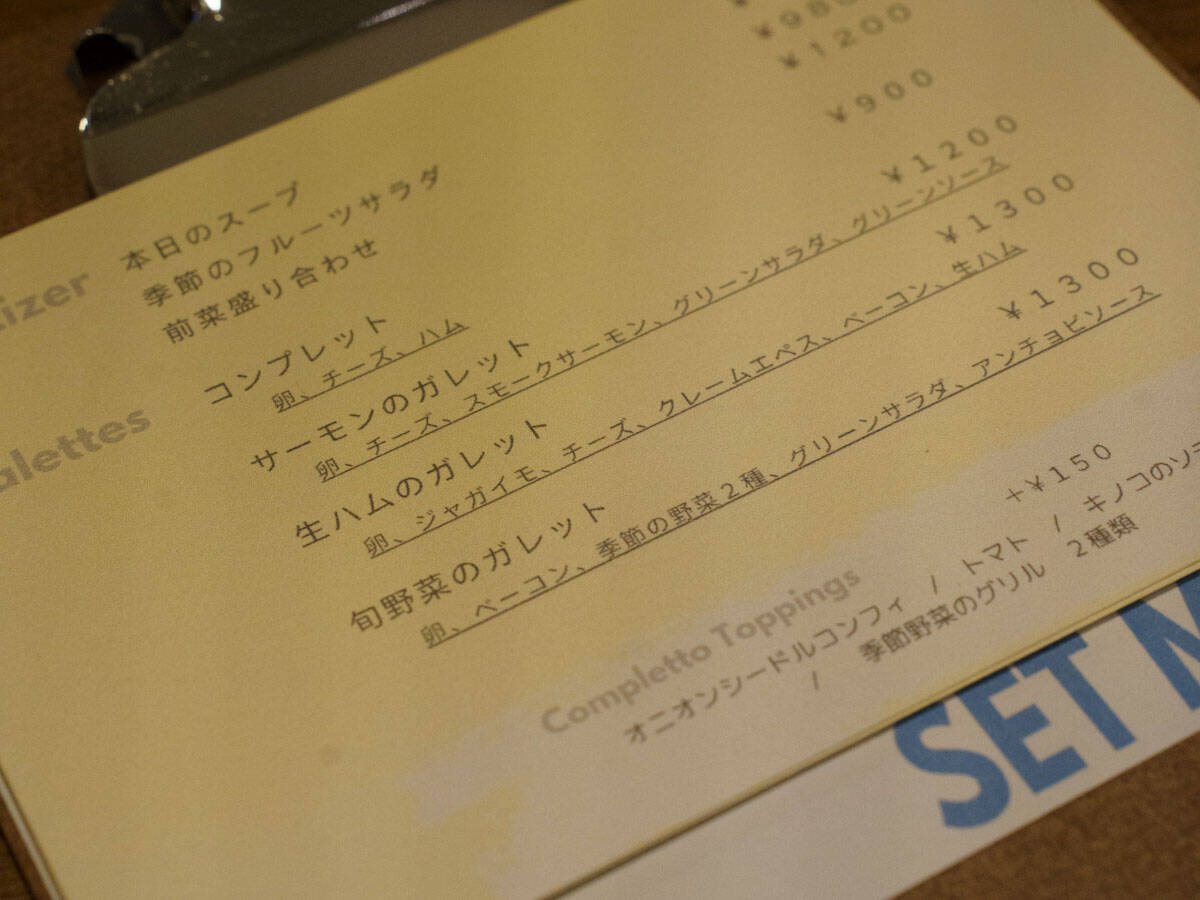 izer
本日のスープ
季節のフルーツサラダ ¥980
前菜盛り合わせ ¥1200
alettes
コンプレット ¥900
卵、チーズ、ハム
サーモンのガレット ¥1200
卵、チーズ、スモークサーモン、グリーンサラダ、グリーンソース
生ハムのガレット ¥1300
卵、ジャガイモ、チーズ、クレームエペス、ベーコン、生ハム
旬野菜のガレット ¥1300
卵、ベーコン、季節の野菜2種、グリーンサラダ、アンチョビソース
Completto Toppings +¥150
オニオンシードルコンフィ / トマト / キノコのソテ
/ 季節野菜のグリル 2種類
SET M